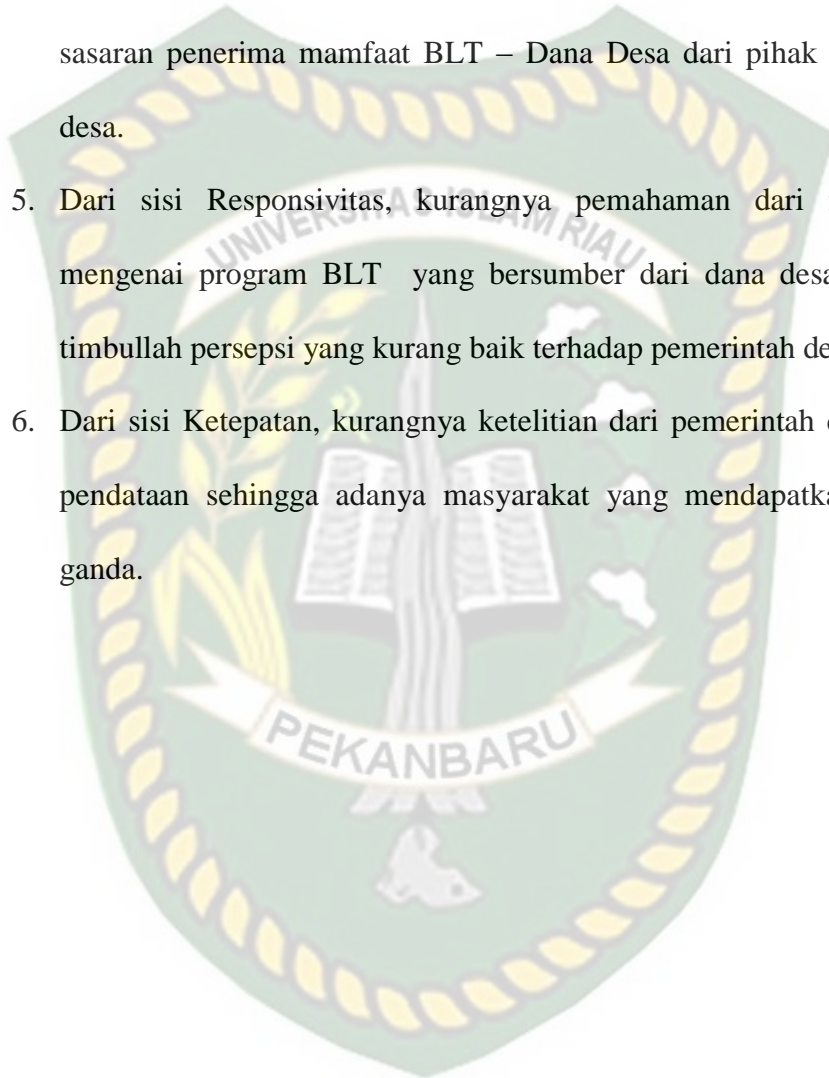 sasaran penerima mamfaat BLT – Dana Desa dari pihak
desa.
5. Dari sisi Responsivitas, kurangnya pemahaman dari
mengenai program BLT yang bersumber dari dana desa
timbullah persepsi yang kurang baik terhadap pemerintah de
6. Dari sisi Ketepatan, kurangnya ketelitian dari pemerintah
pendataan sehingga adanya masyarakat yang mendapatka
ganda.
UNIVERSITAS ISLAM RIAU
PEKANBARU